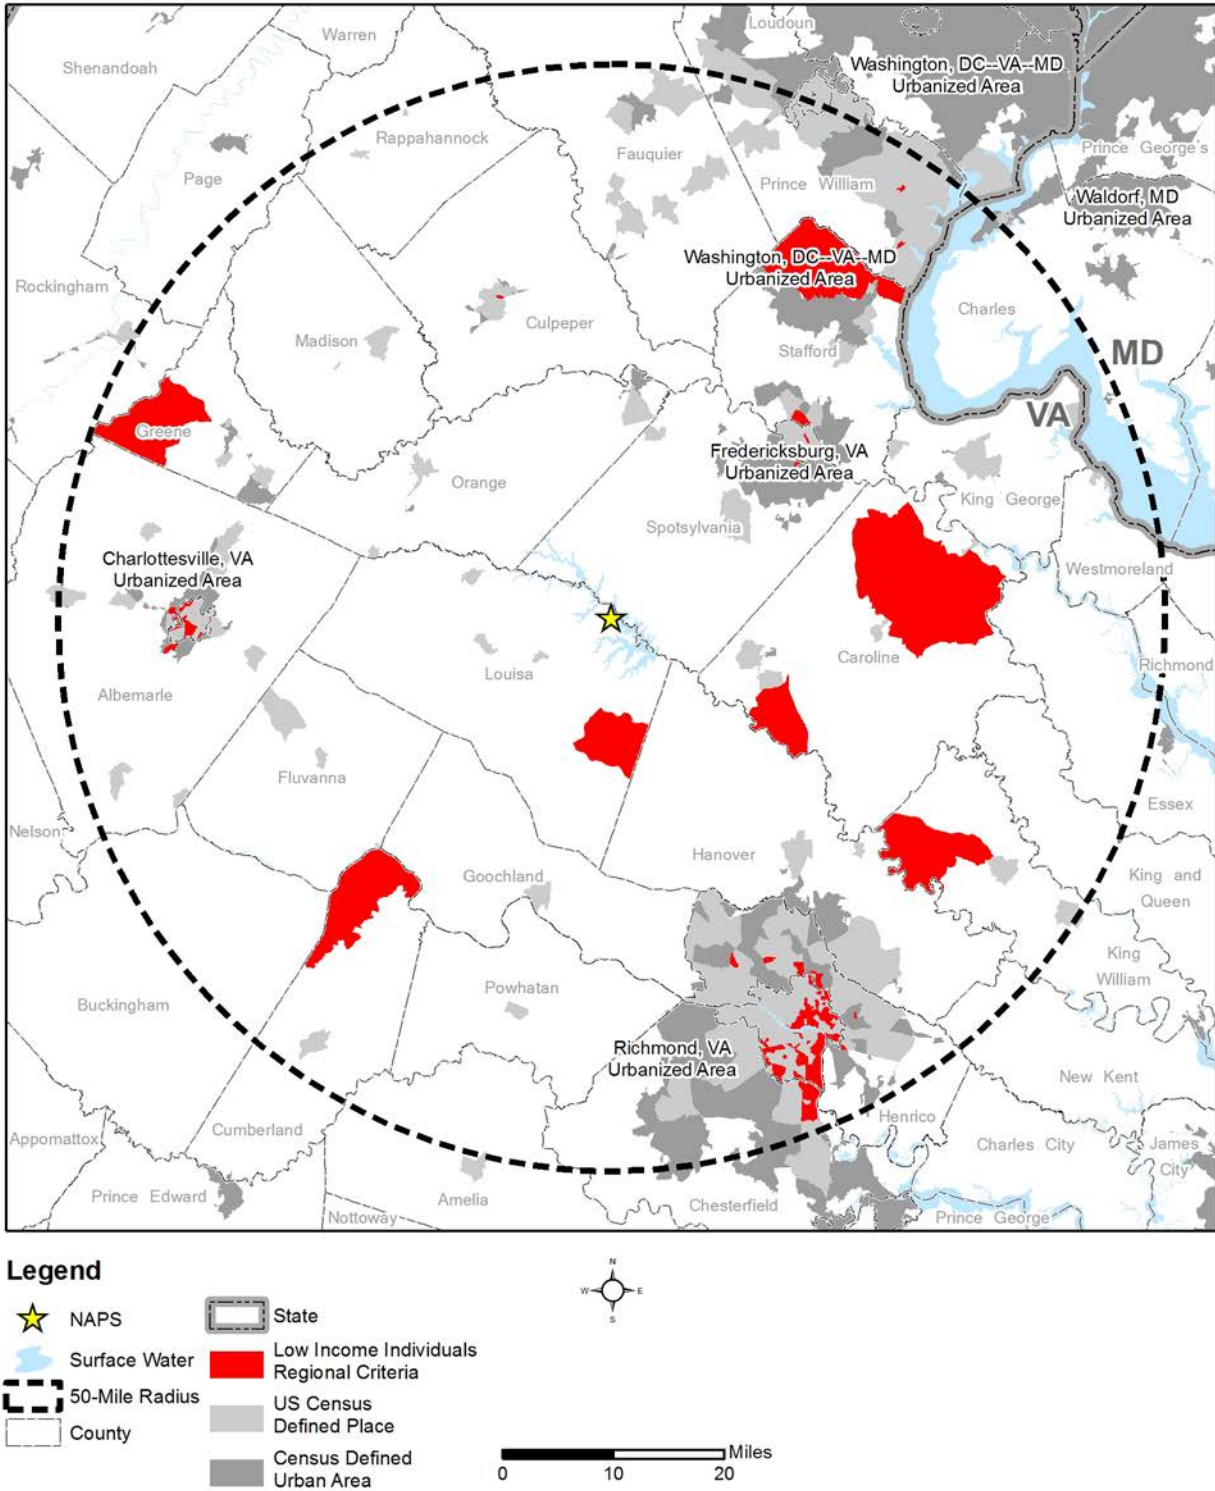 Loudoun
Warren
Shenandoah
Washington, DC--VA--MD
Urbanized Area
Rappahannock
Prince George's
Fauquier
Page
Prince William
Waldorf, MD
Urbanized Area
Washington, DC--VA--MD
Urbanized Area
Rockingham
Charles
Culpeper
Madison
Stafford
MD
VA
Greene
Fredericksburg, VA
Urbanized Area
Orange
King George
Spotsylvania
Charlottesville, VA
Urbanized Area
Westmoreland
Caroline
Richmond
Louisa
Albemarle
Fluvanna
Essex
Nelson
Hanover
Goochland
King and
Queen
King
William
Powhatan
Buckingham
Richmond, VA
Urbanized Area
New Kent
Henrico
Cumberland
Appomattox
Charles City
James
City
Prince Edward
Amelia
Chesterfield
Nottoway
Prince George
Legend
N
W
E
S
NAPS
State
Surface Water
Low Income Individuals
Regional Criteria
50-Mile Radius
US Census
Defined Place
County
Census Defined
Urban Area
Miles
0
10
20